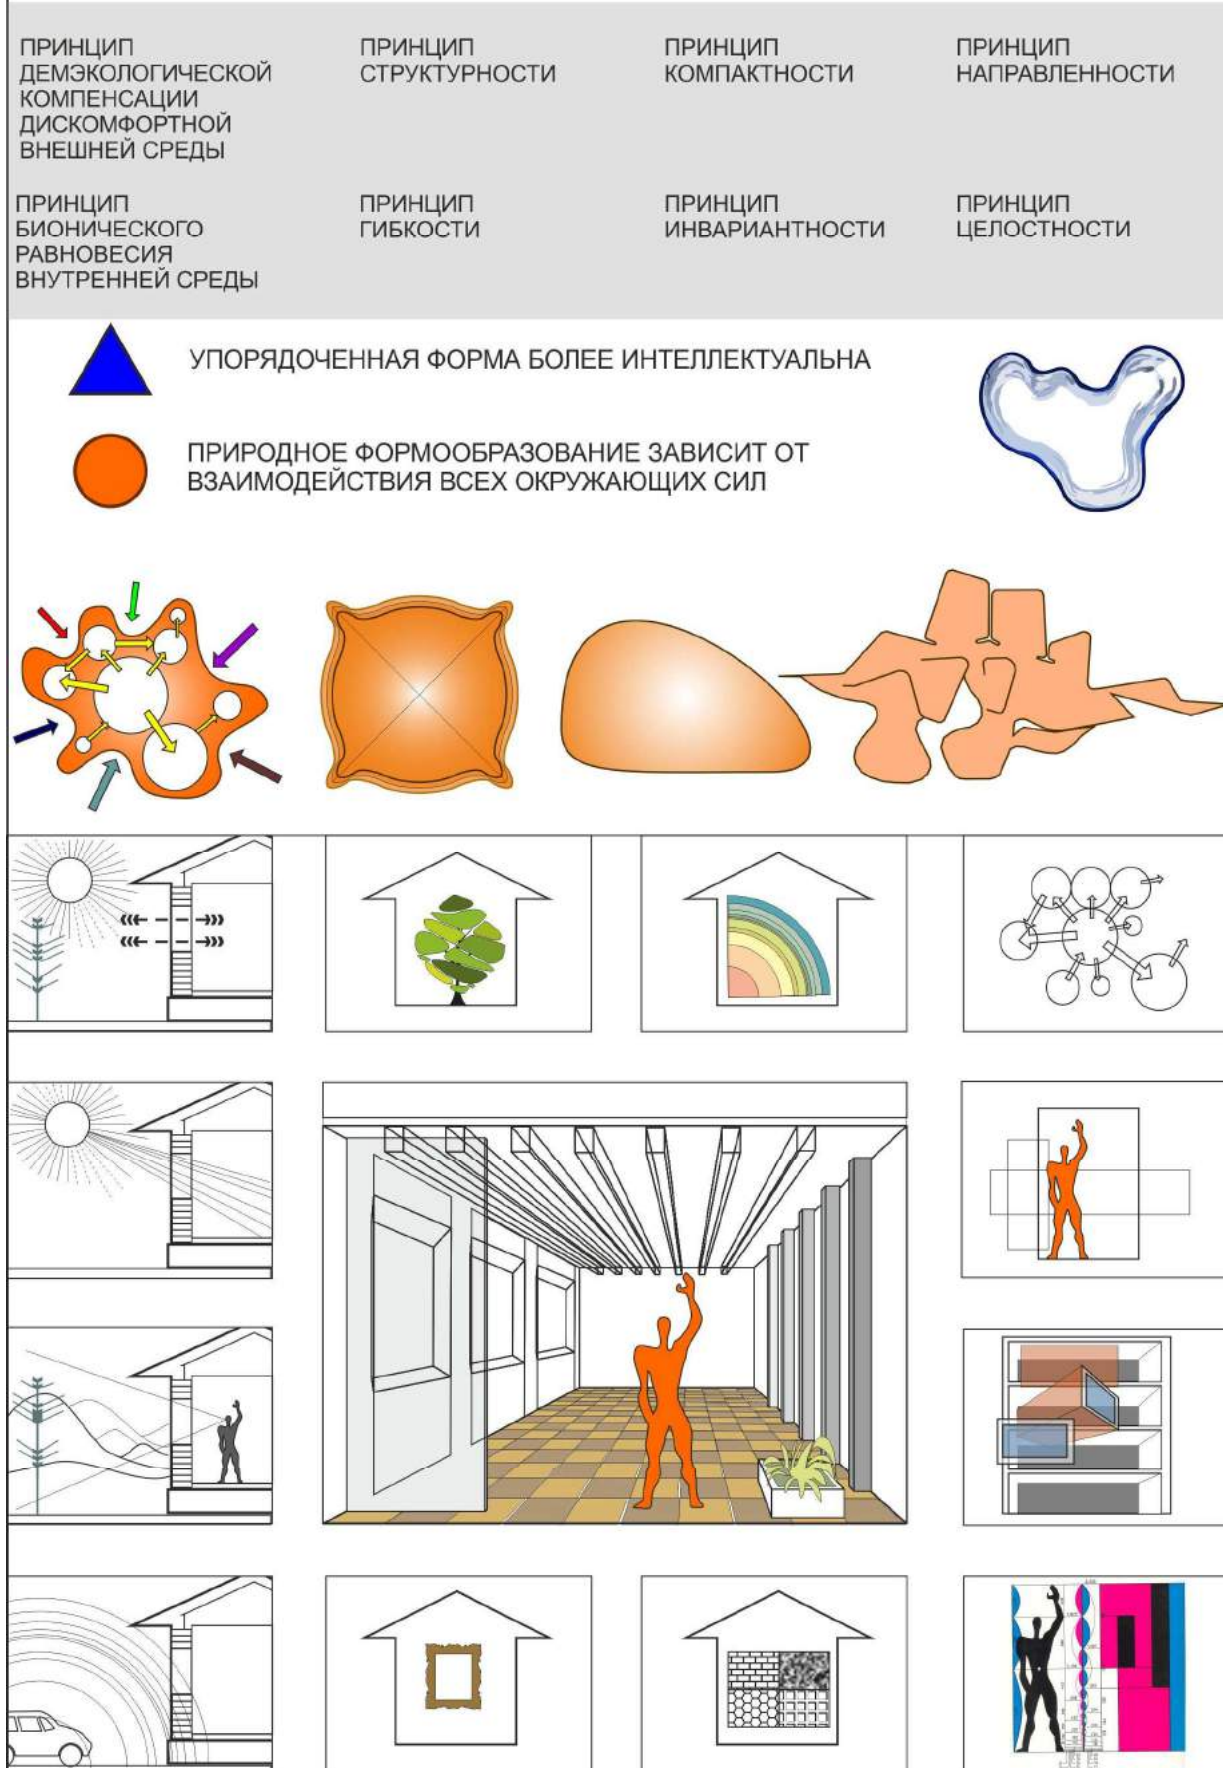 ПРИНЦИП
ДЕМЭКОЛОГИЧЕСКОЙ
КОМПЕНСАЦИИ
ДИСКОМФОРТНОЙ
ВНЕШНЕЙ СРЕДЫ
ПРИНЦИП
СТРУКТУРНОСТИ
ПРИНЦИП
КОМПАКТНОСТИ
ПРИНЦИП
НАПРАВЛЕННОСТИ
ПРИНЦИП
БИОНИЧЕСКОГО
РАВНОВЕСИЯ
ВНУТРЕННЕЙ СРЕДЫ
ПРИНЦИП
ГИБКОСТИ
ПРИНЦИП
ИНВАРИАНТНОСТИ
ПРИНЦИП
ЦЕЛОСТНОСТИ
УПОРЯДОЧЕННАЯ ФОРМА БОЛЕЕ ИНТЕЛЛЕКТУАЛЬНА
ПРИРОДНОЕ ФОРМООБРАЗОВАНИЕ ЗАВИСИТ ОТ
ВЗАИМОДЕЙСТВИЯ ВСЕХ ОКРУЖАЮЩИХ СИЛ